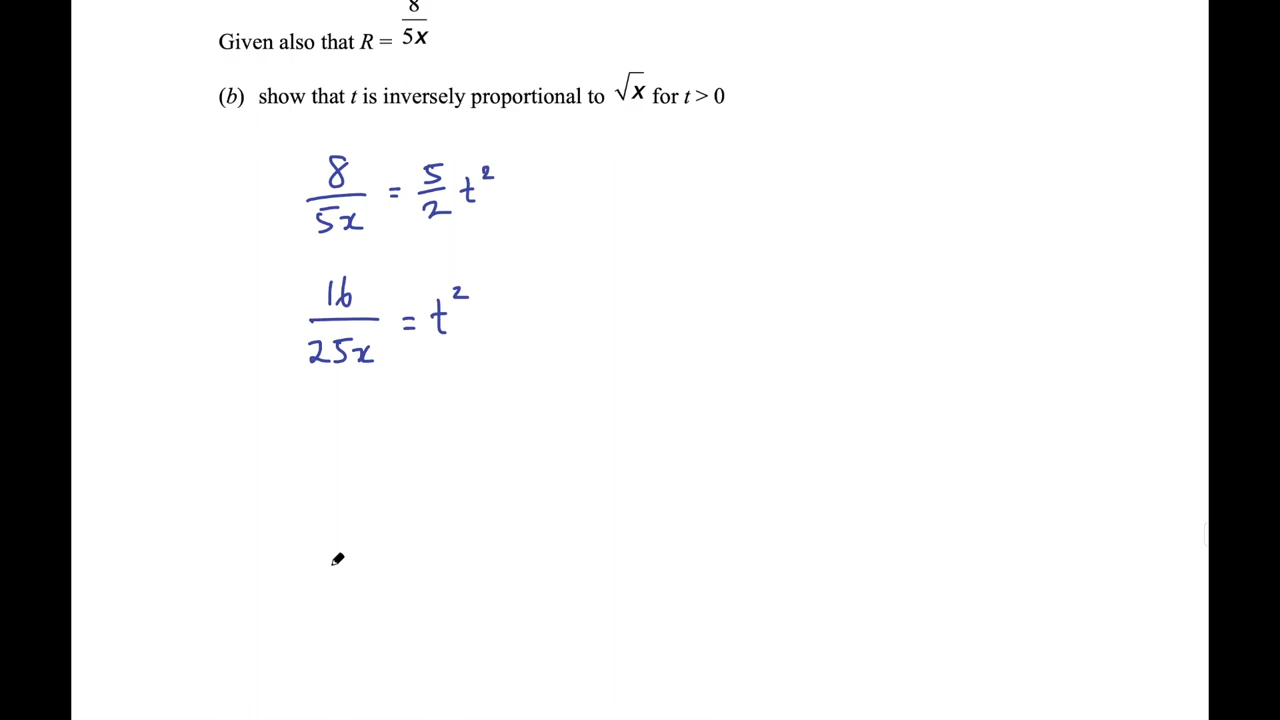 8
Given also that R = 5x
(b) show that t is inversely proportional to √x for t > 0
8/5x = 5/2 t²
16/25x = t²